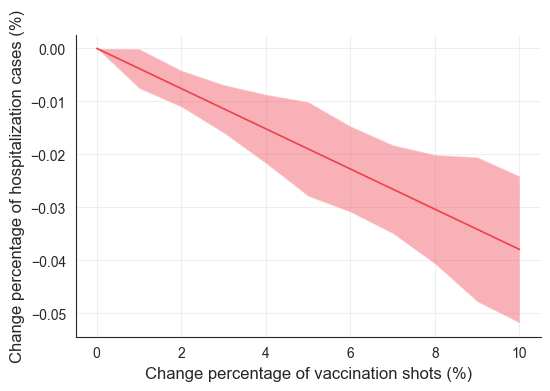 Change percentage of hospitalization cases (%)
0.00
−0.01
−0.02
−0.03
−0.04
−0.05
0 2 4 6 8 10
Change percentage of vaccination shots (%)